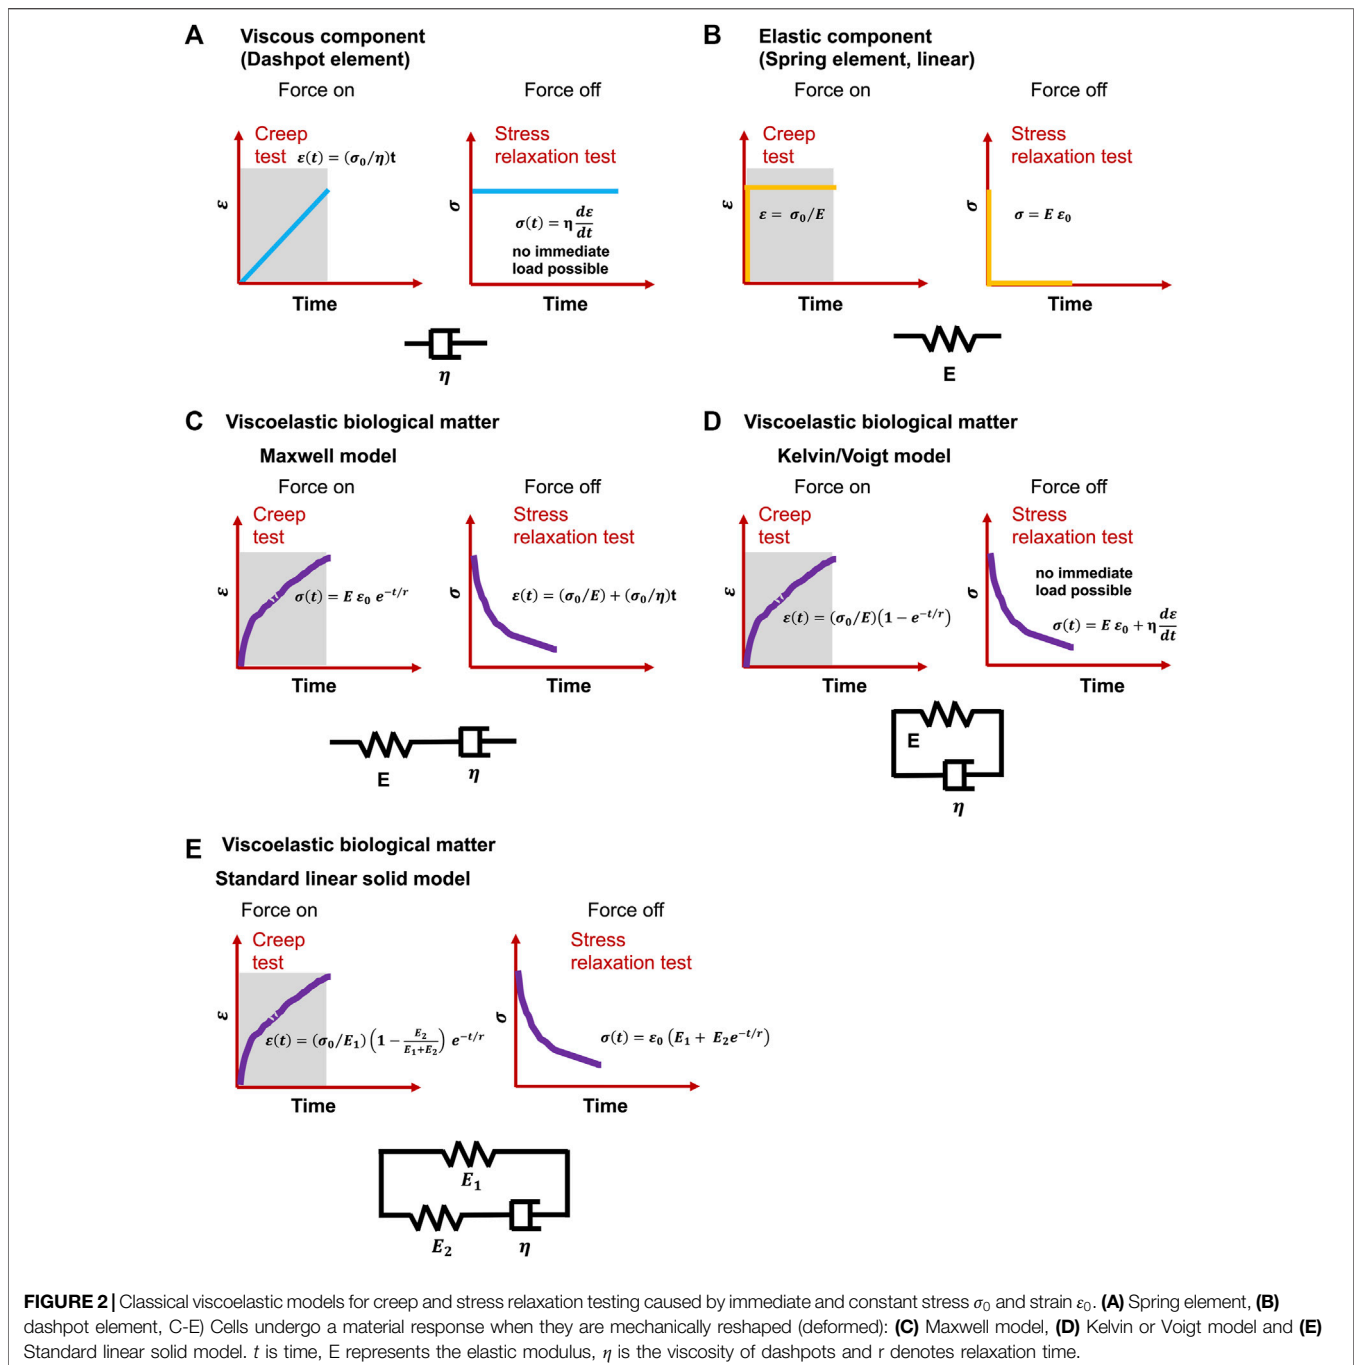 A Viscous component
(Dashpot element)
Force on
Force off
Creep
test
ε(t) = (σ₀/η)t
ε
Time
Stress
relaxation test
σ(t) = η dε/dt
no immediate
load possible
σ
Time
η
B Elastic component
(Spring element, linear)
Force on
Force off
Creep
test
ε = σ₀/E
ε
Time
Stress
relaxation test
σ = E ε₀
σ
Time
E
C Viscoelastic biological matter
Maxwell model
Force on
Force off
Creep
test
σ(t) = E ε₀ e^{-t/r}
ε
Time
Stress
relaxation test
ε(t) = (σ₀/E) + (σ₀/η)t
σ
Time
E
η
D Viscoelastic biological matter
Kelvin/Voigt model
Force on
Force off
Creep
test
ε(t) = (σ₀/E)(1 − e^{-t/r})
ε
Time
Stress
relaxation test
no immediate
load possible
σ(t) = E ε₀ + η dε/dt
σ
Time
E
η
E Viscoelastic biological matter
Standard linear solid model
Force on
Force off
Creep
test
ε(t) = (σ₀/E₁) (1 − E₂/(E₁+E₂)) e^{-t/r}
ε
Time
Stress
relaxation test
σ(t) = ε₀ (E₁ + E₂e^{-t/r})
σ
Time
E₁
E₂
η
FIGURE 2 | Classical viscoelastic models for creep and stress relaxation testing caused by immediate and constant stress σ₀ and strain ε₀. (A) Spring element, (B)
dashpot element, C-E) Cells undergo a material response when they are mechanically reshaped (deformed): (C) Maxwell model, (D) Kelvin or Voigt model and (E)
Standard linear solid model. t is time, E represents the elastic modulus, η is the viscosity of dashpots and r denotes relaxation time.